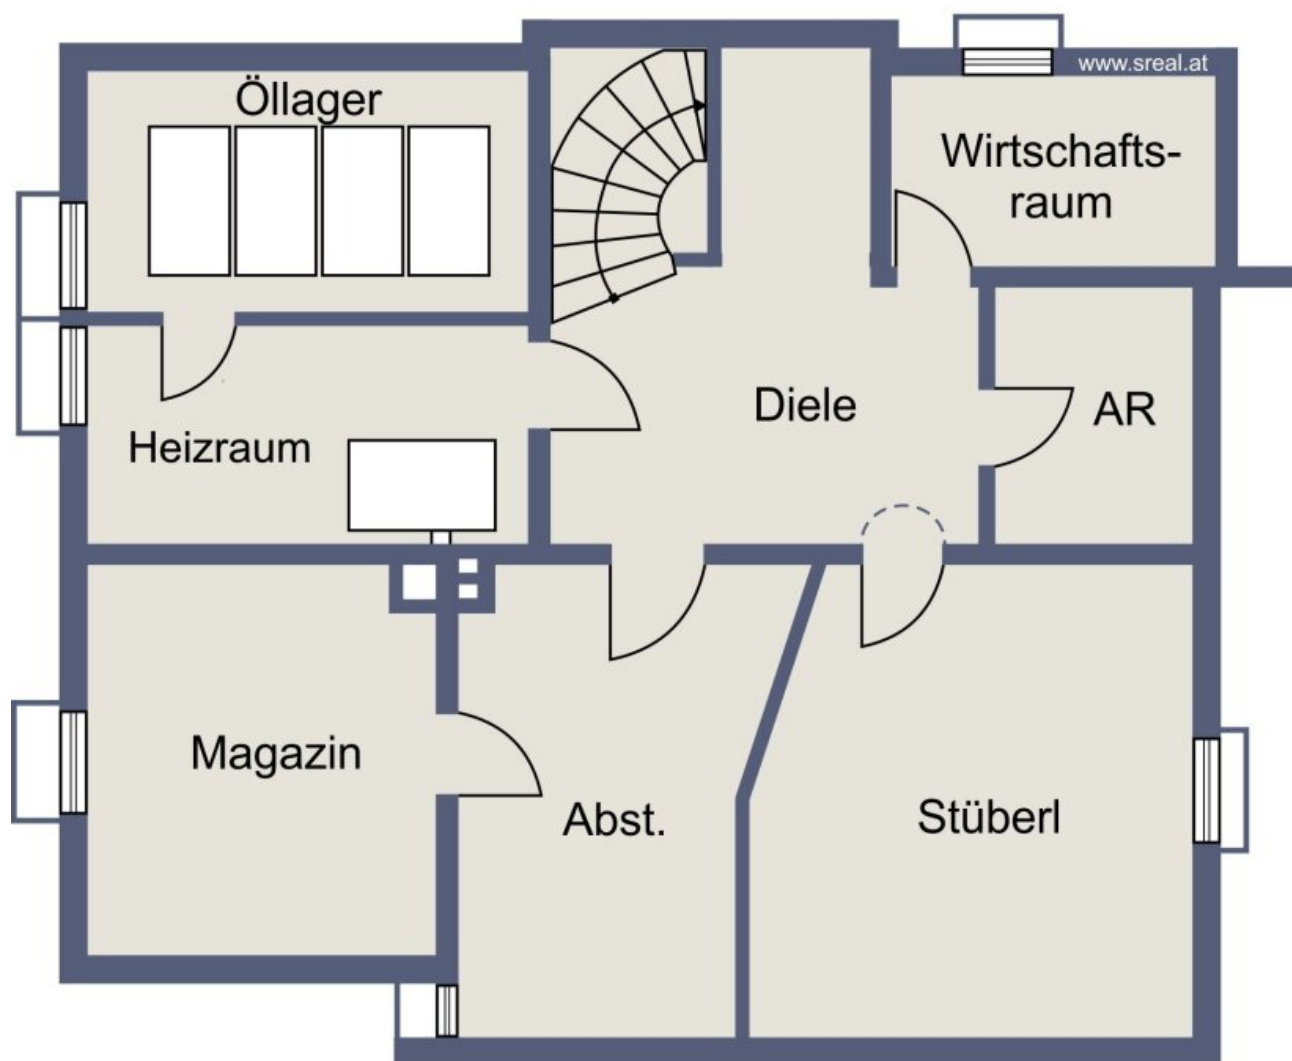 www.sreal.at
Öllager
Wirtschafts-
raum
Diele
AR
Heizraum
Magazin
Abst.
Stüberl